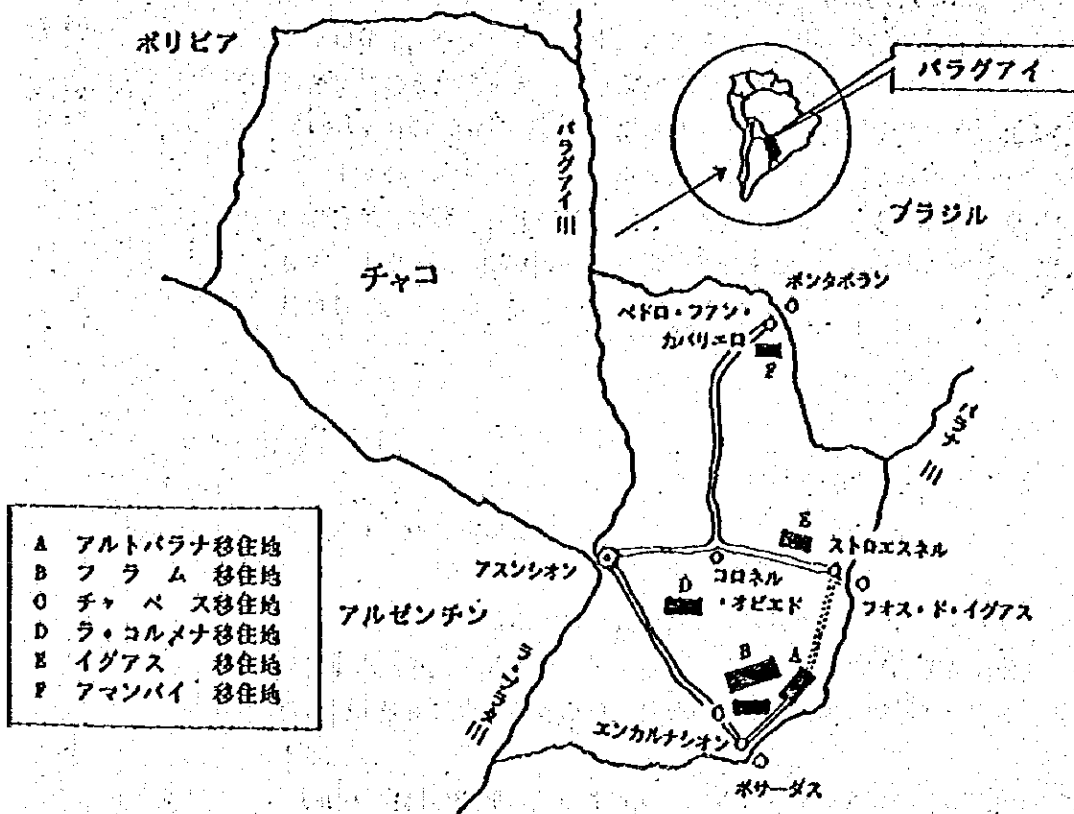 ボリビア
パラグアイ
パラグアイ川
ブラジル
チャコ
ポンタポラン
ペドロ・フアン・
カバリエロ
F
パラナ川
E
ストロエスネル
アスンシオン
コロネル
・オビエド
D
フオス・ド・イグアス
アルゼンチン
B
A
エンカルナシオン
ポサーダス
A アルトパラナ移住地
B フラム移住地
C チャベス移住地
D ラ・コルメナ移住地
E イグアス 移住地
F アマンバイ 移住地